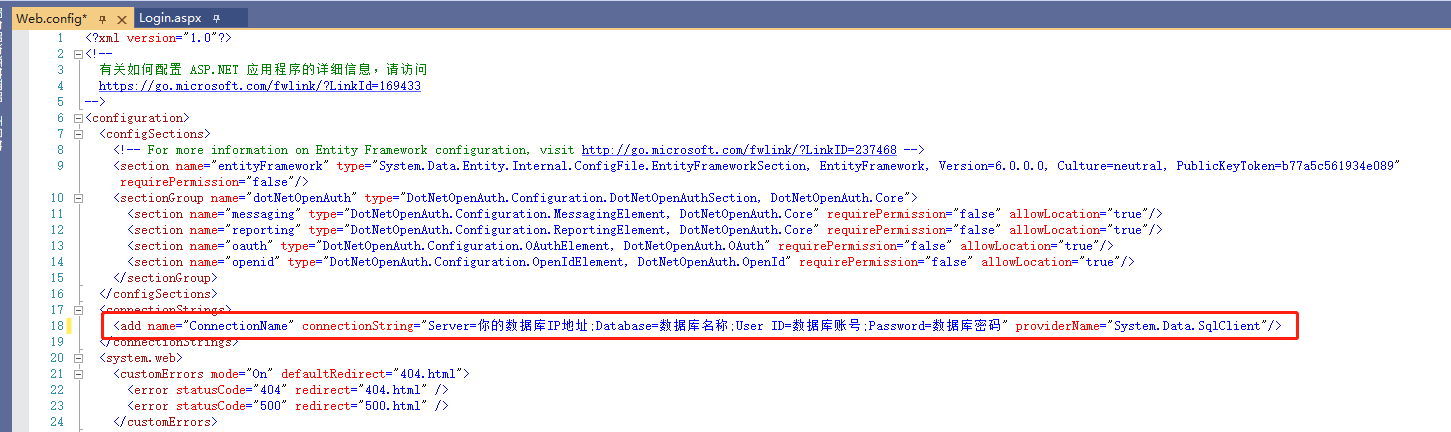 Web.config* Login.aspx
1 <?xml version="1.0"?>
2 <!--
3 有关如何配置 ASP.NET 应用程序的详细信息，请访问
4 https://go.microsoft.com/fwlink/?LinkId=169433
5 -->
6 <configuration>
7 <configSections>
8 <!-- For more information on Entity Framework configuration, visit http://go.microsoft.com/fwlink/?LinkID=237468 -->
9 <section name="entityFramework" type="System.Data.Entity.Internal.ConfigFile.EntityFrameworkSection, EntityFramework, Version=6.0.0.0, Culture=neutral, PublicKeyToken=b77a5c561934e089"
requirePermission="false"/>
10 <sectionGroup name="dotNetOpenAuth" type="DotNetOpenAuth.Configuration.DotNetOpenAuthSection, DotNetOpenAuth.Core">
11 <section name="messaging" type="DotNetOpenAuth.Configuration.MessagingElement, DotNetOpenAuth.Core" requirePermission="false" allowLocation="true"/>
12 <section name="reporting" type="DotNetOpenAuth.Configuration.ReportingElement, DotNetOpenAuth.Core" requirePermission="false" allowLocation="true"/>
13 <section name="oauth" type="DotNetOpenAuth.Configuration.OAuthElement, DotNetOpenAuth.OAuth" requirePermission="false" allowLocation="true"/>
14 <section name="openid" type="DotNetOpenAuth.Configuration.OpenIdElement, DotNetOpenAuth.OpenId" requirePermission="false" allowLocation="true"/>
15 </sectionGroup>
16 </configSections>
17 <connectionStrings>
18 <add name="ConnectionName" connectionString="Server=你的数据库IP地址;Database=数据库名称;User ID=数据库账号;Password=数据库密码" providerName="System.Data.SqlClient"/>
19 </connectionStrings>
20 <system.web>
21 <customErrors mode="On" defaultRedirect="404.html">
22 <error statusCode="404" redirect="404.html" />
23 <error statusCode="500" redirect="500.html" />
24 </customErrors>